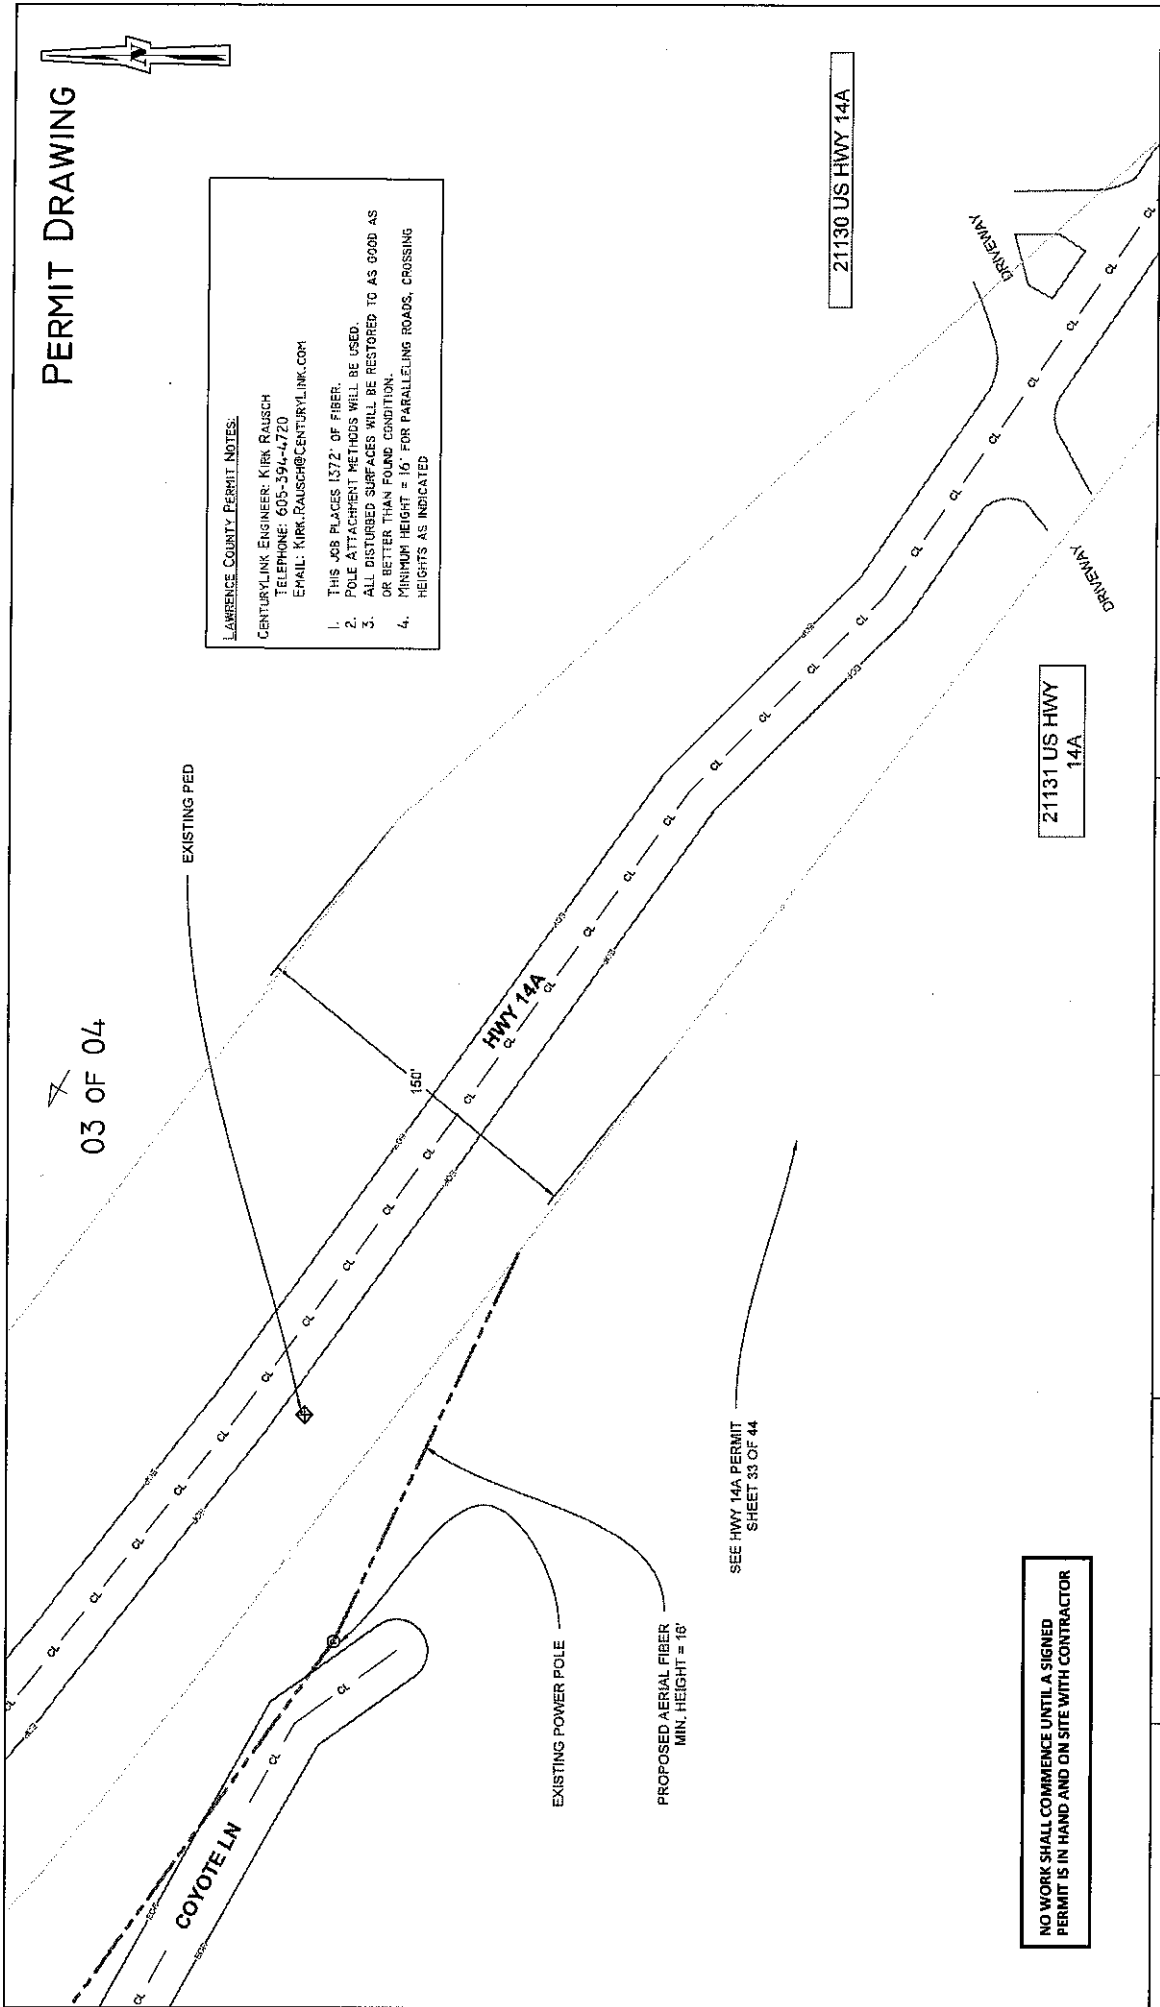 PERMIT DRAWING
N
03 OF 04
LAWRENCE COUNTY PERMIT NOTES:
CENTURYLINK ENGINEER: KIRK RAUSCH
TELEPHONE: 605-394-4720
EMAIL: KIRK.RAUSCH@CENTURYLINK.COM
1. THIS JOB PLACES 1372' OF FIBER.
2. POLE ATTACHMENT METHODS WILL BE USED.
3. ALL DISTURBED SURFACES WILL BE RESTORED TO AS GOOD AS
OR BETTER THAN FOUND CONDITION.
4. MINIMUM HEIGHT = 16' FOR PARALLELING ROADS, CROSSING
HEIGHTS AS INDICATED
EXISTING PED
150'
HWY 14A
COYOTE LN
EXISTING POWER POLE
PROPOSED AERIAL FIBER
MIN. HEIGHT = 16'
SEE HWY 14A PERMIT
SHEET 33 OF 44
21130 US HWY 14A
DRIVEWAY
DRIVEWAY
21131 US HWY
14A
NO WORK SHALL COMMENCE UNTIL A SIGNED
PERMIT IS IN HAND AND ON SITE WITH CONTRACTOR